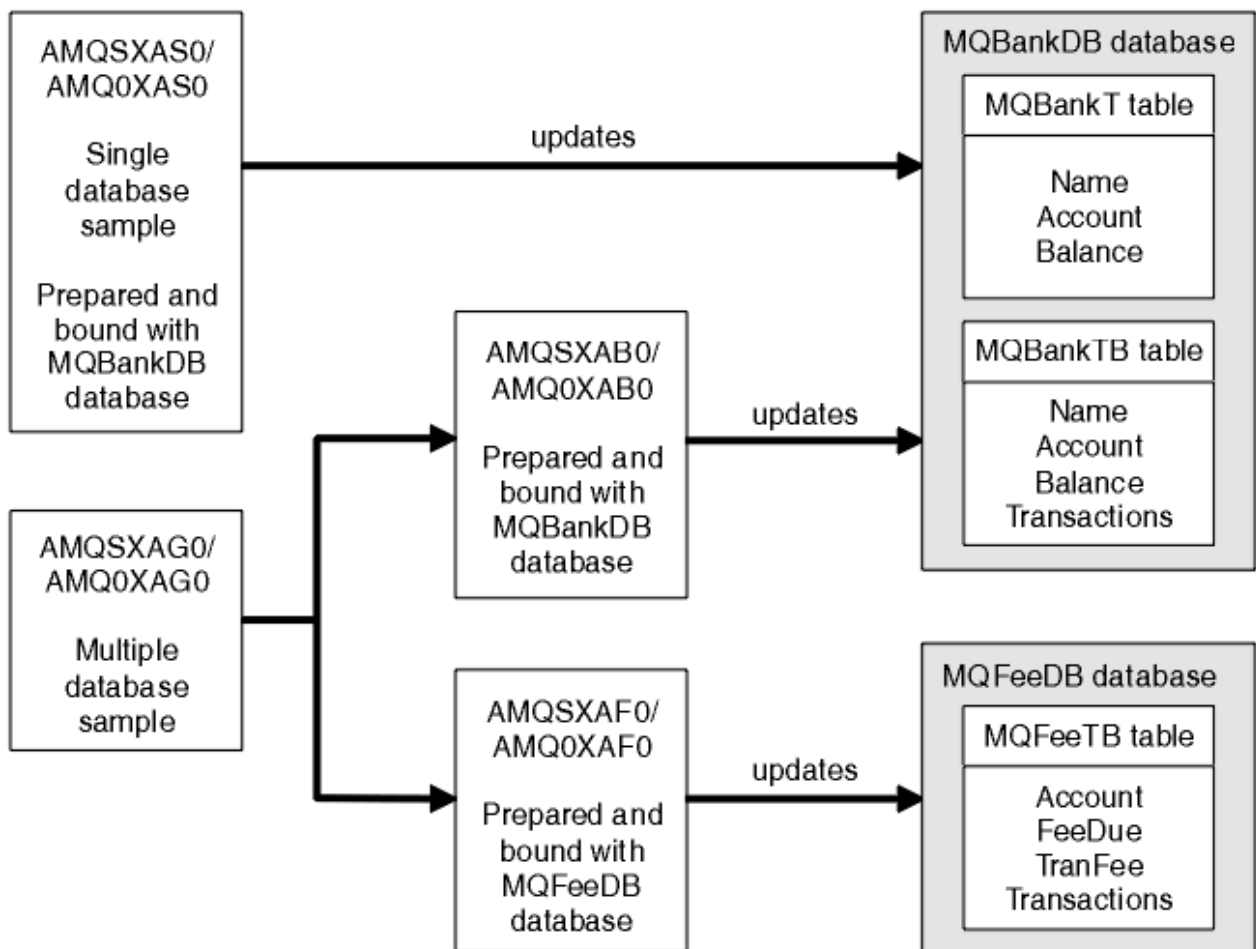 AMQSXAS0/
AMQ0XAS0
Single
database
sample
Prepared and
bound with
MQBankDB
database
updates
MQBankDB database
MQBankT table
Name
Account
Balance
MQBankTB table
Name
Account
Balance
Transactions
AMQSXAG0/
AMQ0XAG0
Multiple
database
sample
AMQSXAB0/
AMQ0XAB0
Prepared and
bound with
MQBankDB
database
updates
AMQSXAF0/
AMQ0XAF0
Prepared and
bound with
MQFeeDB
database
updates
MQFeeDB database
MQFeeTB table
Account
FeeDue
TranFee
Transactions